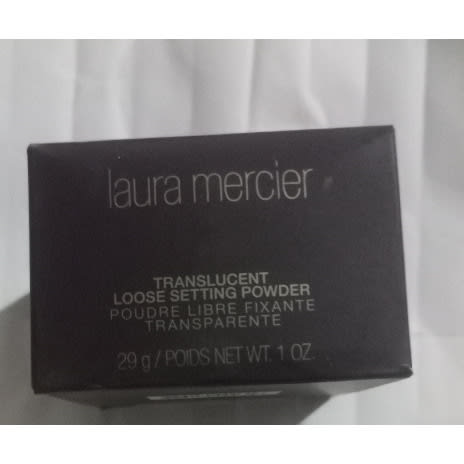 laura mercier
TRANSLUCENT
LOOSE SETTING POWDER
POUDRE LIBRE FIXANTE
TRANSPARENTE
29 g / POIDS NET WT. 1 OZ.